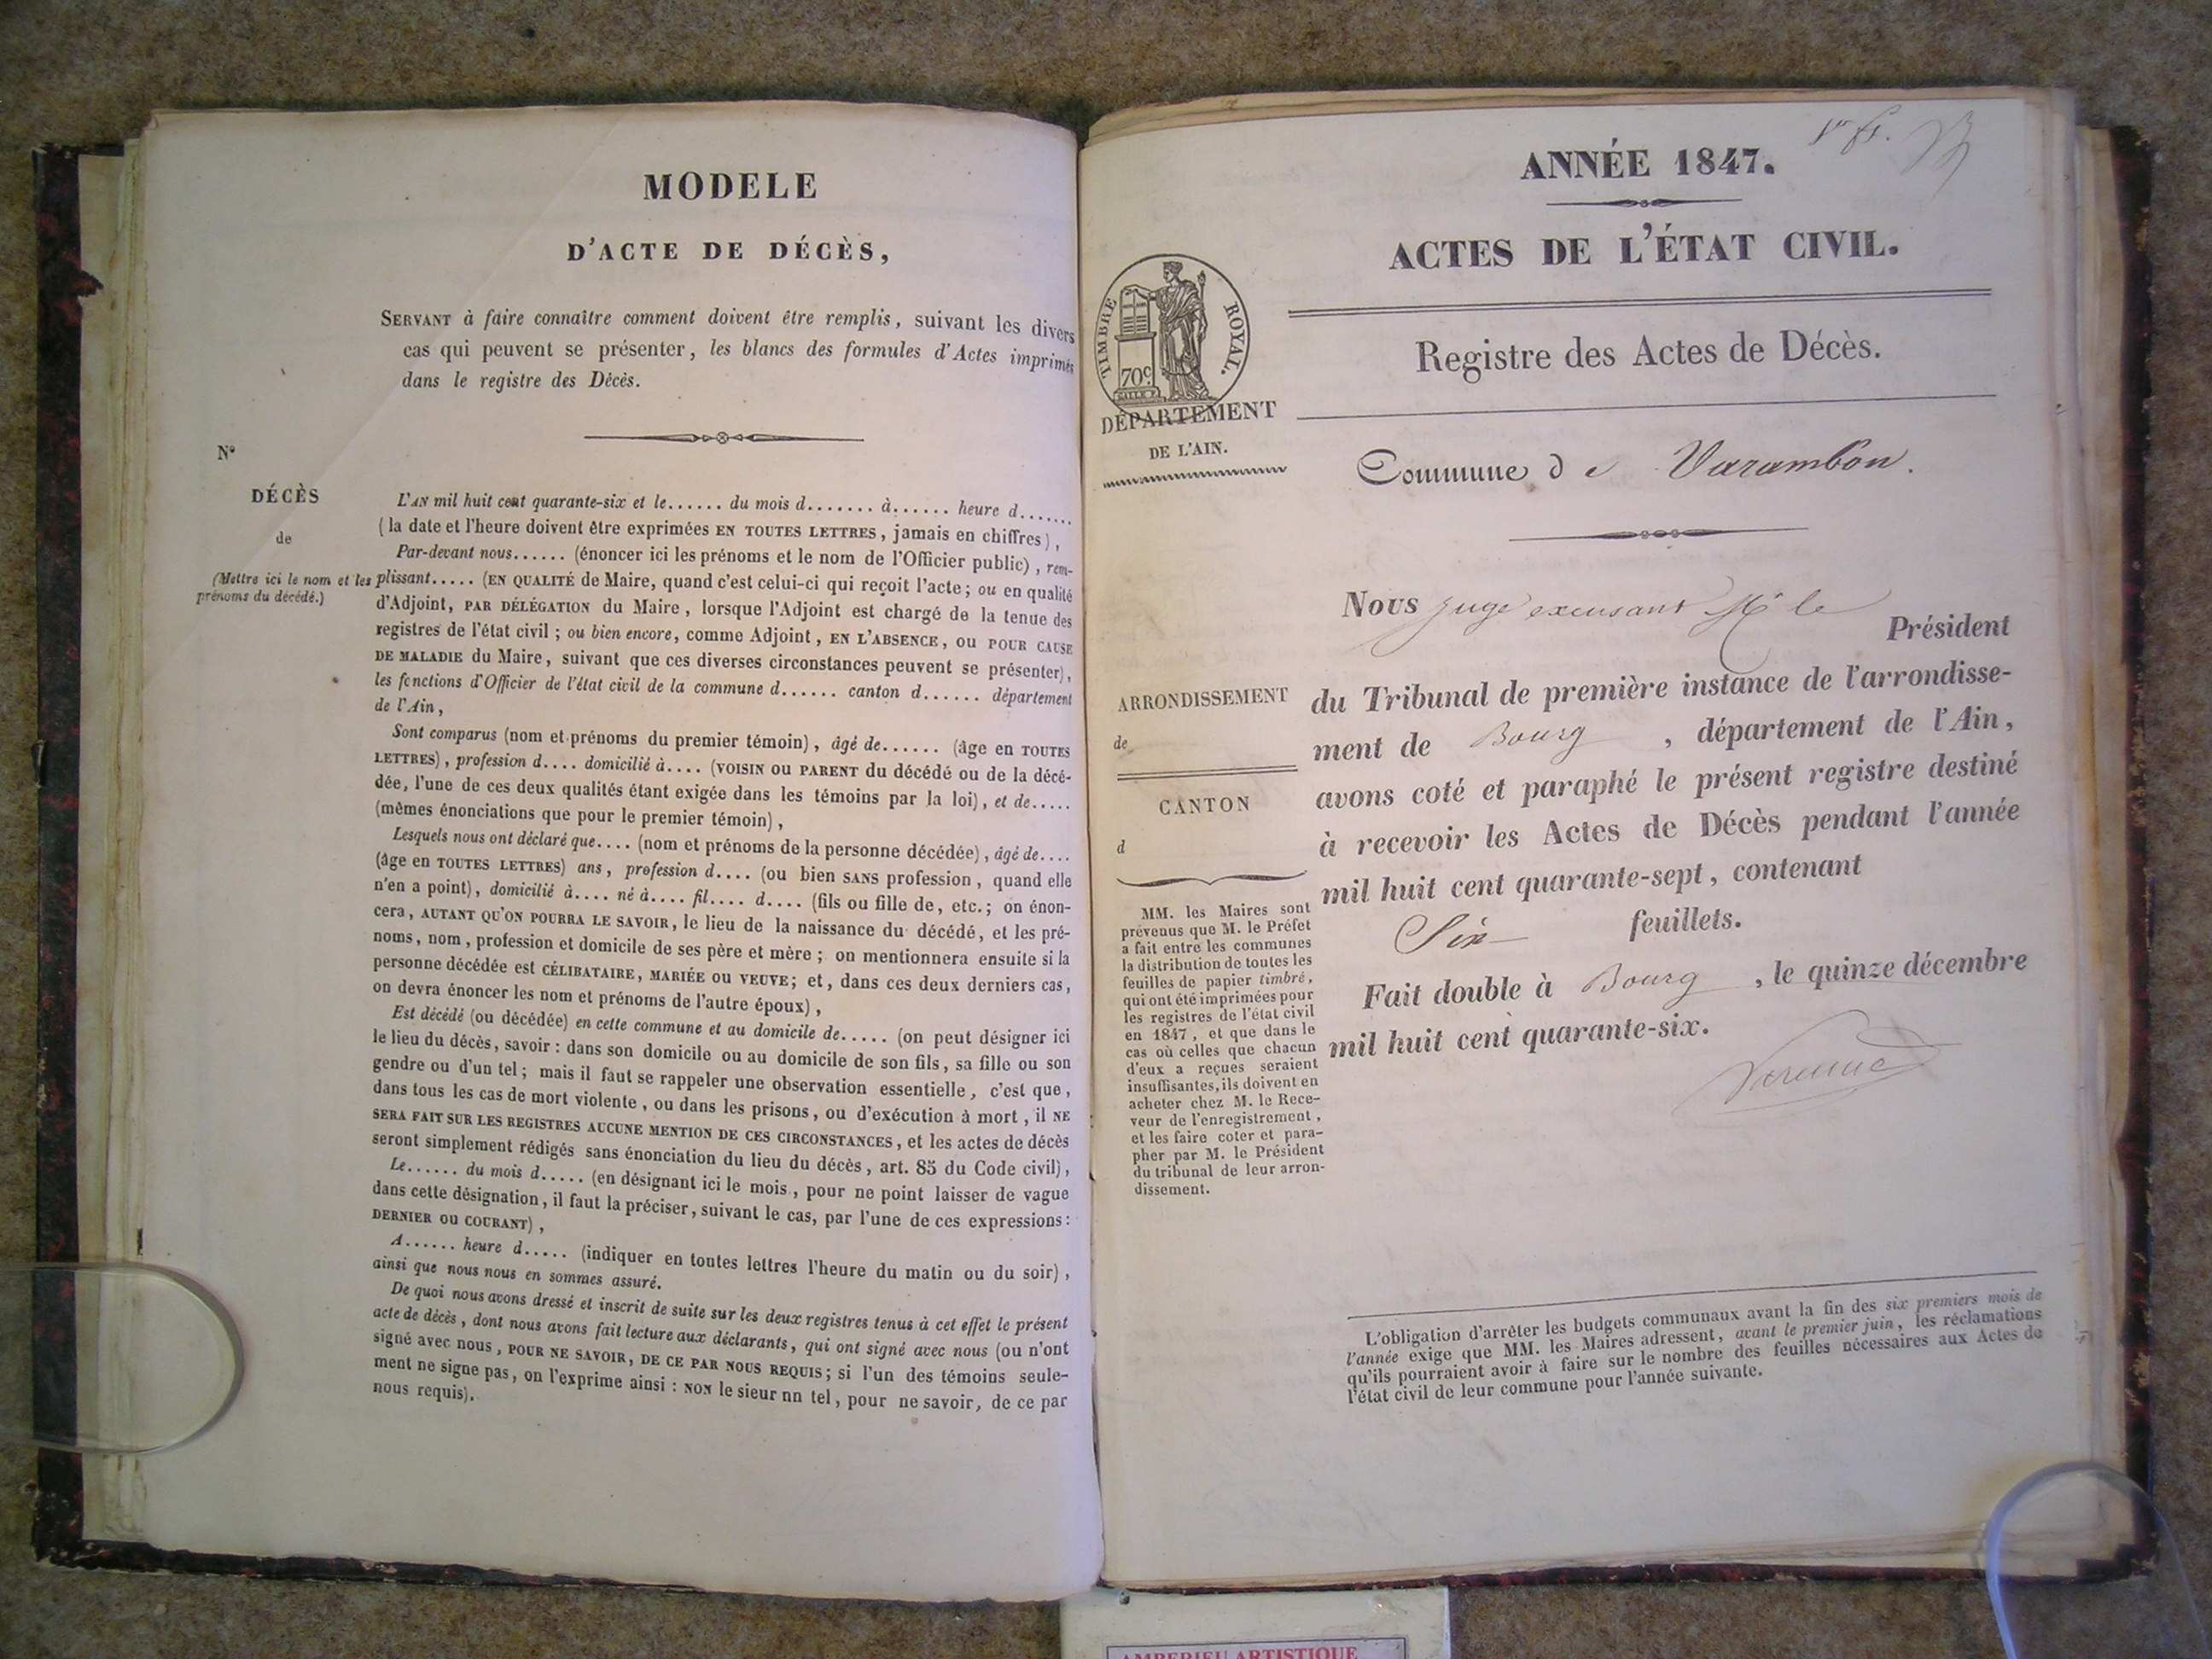 MODELE
D'ACTE DE DÉCÈS,
SERVANT à faire connaître comment doivent être remplis, suivant les divers
cas qui peuvent se présenter, les blancs des formules d'Actes imprimés
dans le registre des Décès.
N°
DÉCÈS
de
(Mettre ici le nom et les
prénoms du décédé.)
L'AN mil huit cent quarante-six et le...... du mois d....... à...... heure d.......
(la date et l'heure doivent être exprimées EN TOUTES LETTRES, jamais en chiffres),
Par-devant nous...... (énoncer ici les prénoms et le nom de l'Officier public), rem-
plissant..... (EN QUALITÉ de Maire, quand c'est celui-ci qui reçoit l'acte; ou en qualité
d'Adjoint, PAR DÉLÉGATION du Maire, lorsque l'Adjoint est chargé de la tenue des
registres de l'état civil; ou bien encore, comme Adjoint, EN L'ABSENCE, OU POUR CAUSE
DE MALADIE du Maire, suivant que ces diverses circonstances peuvent se présenter),
les fonctions d'Officier de l'état civil de la commune d...... canton d...... département
de l'Ain,
Sont comparus (nom et prénoms du premier témoin), âgé de...... (âge en TOUTES
LETTRES), profession d.... domicilié à.... (VOISIN OU PARENT du décédé ou de la décé-
dée, l'une de ces deux qualités étant exigée dans les témoins par la loi), et de.....
(mêmes énonciations que pour le premier témoin),
Lesquels nous ont déclaré que.... (nom et prénoms de la personne décédée), âgé de....
(âge en TOUTES LETTRES) ans, profession d.... (ou bien SANS profession, quand elle
n'en a point), domicilié à.... né à.... fil.... d.... (fils ou fille de, etc.; on énon-
cera, AUTANT QU'ON POURRA LE SAVOIR, le lieu de la naissance du décédé, et les pré-
noms, nom, profession et domicile de ses père et mère; on mentionnera ensuite si la
personne décédée est CÉLIBATAIRE, MARIÉE OU VEUVE; et, dans ces deux derniers cas,
on devra énoncer les nom et prénoms de l'autre époux),
Est décédé (ou décédée) en cette commune et au domicile de..... (on peut désigner ici
le lieu du décès, savoir: dans son domicile ou au domicile de son fils, sa fille ou son
gendre ou d'un tel; mais il faut se rappeler une observation essentielle, c'est que,
dans tous les cas de mort violente, ou dans les prisons, ou d'exécution à mort, il NE
SERA FAIT SUR LES REGISTRES AUCUNE MENTION DE CES CIRCONSTANCES, et les actes de décès
seront simplement rédigés sans énonciation du lieu du décès, art. 85 du Code civil),
Le...... du mois d..... (en désignant ici le mois, pour ne point laisser de vague
dans cette désignation, il faut la préciser, suivant le cas, par l'une de ces expressions:
DERNIER OU COURANT),
A...... heure d..... (indiquer en toutes lettres l'heure du matin ou du soir),
ainsi que nous nous en sommes assuré.
De quoi nous avons dressé et inscrit de suite sur les deux registres tenus à cet effet le présent
acte de décès, dont nous avons fait lecture aux déclarants, qui ont signé avec nous (ou n'ont
signé avec nous, POUR NE SAVOIR, DE CE PAR NOUS REQUIS; si l'un des témoins seule-
ment ne signe pas, on l'exprime ainsi: NON le sieur nn tel, pour ne savoir, de ce par
nous requis).
ANNÉE 1847.
ACTES DE L'ÉTAT CIVIL.
Registre des Actes de Décès.
TIMBRE ROYAL.
70c
DÉPARTEMENT
DE L'AIN.
Commune de Varambon.
Nous juge excusant Mr le
Président
du Tribunal de première instance de l'arrondisse-
ment de Bourg, département de l'Ain,
avons coté et paraphé le présent registre destiné
à recevoir les Actes de Décès pendant l'année
mil huit cent quarante-sept, contenant
Six feuillets.
Fait double à Bourg, le quinze décembre
mil huit cent quarante-six.
ARRONDISSEMENT
de
CANTON
d
MM. les Maires sont
prévenus que M. le Préfet
a fait entre les communes
la distribution de toutes les
feuilles de papier timbré,
qui ont été imprimées pour
les registres de l'état civil
en 1847, et que dans le
cas où celles que chacun
d'eux a reçues seraient
insuffisantes, ils doivent en
acheter chez M. le Rece-
veur de l'enregistrement,
et les faire coter et para-
pher par M. le Président
du tribunal de leur arron-
dissement.
L'obligation d'arrêter les budgets communaux avant la fin des six premiers mois de
l'année exige que MM. les Maires adressent, avant le premier juin, les réclamations
qu'ils pourraient avoir à faire sur le nombre des feuilles nécessaires aux Actes de
l'état civil de leur commune pour l'année suivante.
AMBERIEU ARTISTIQUE